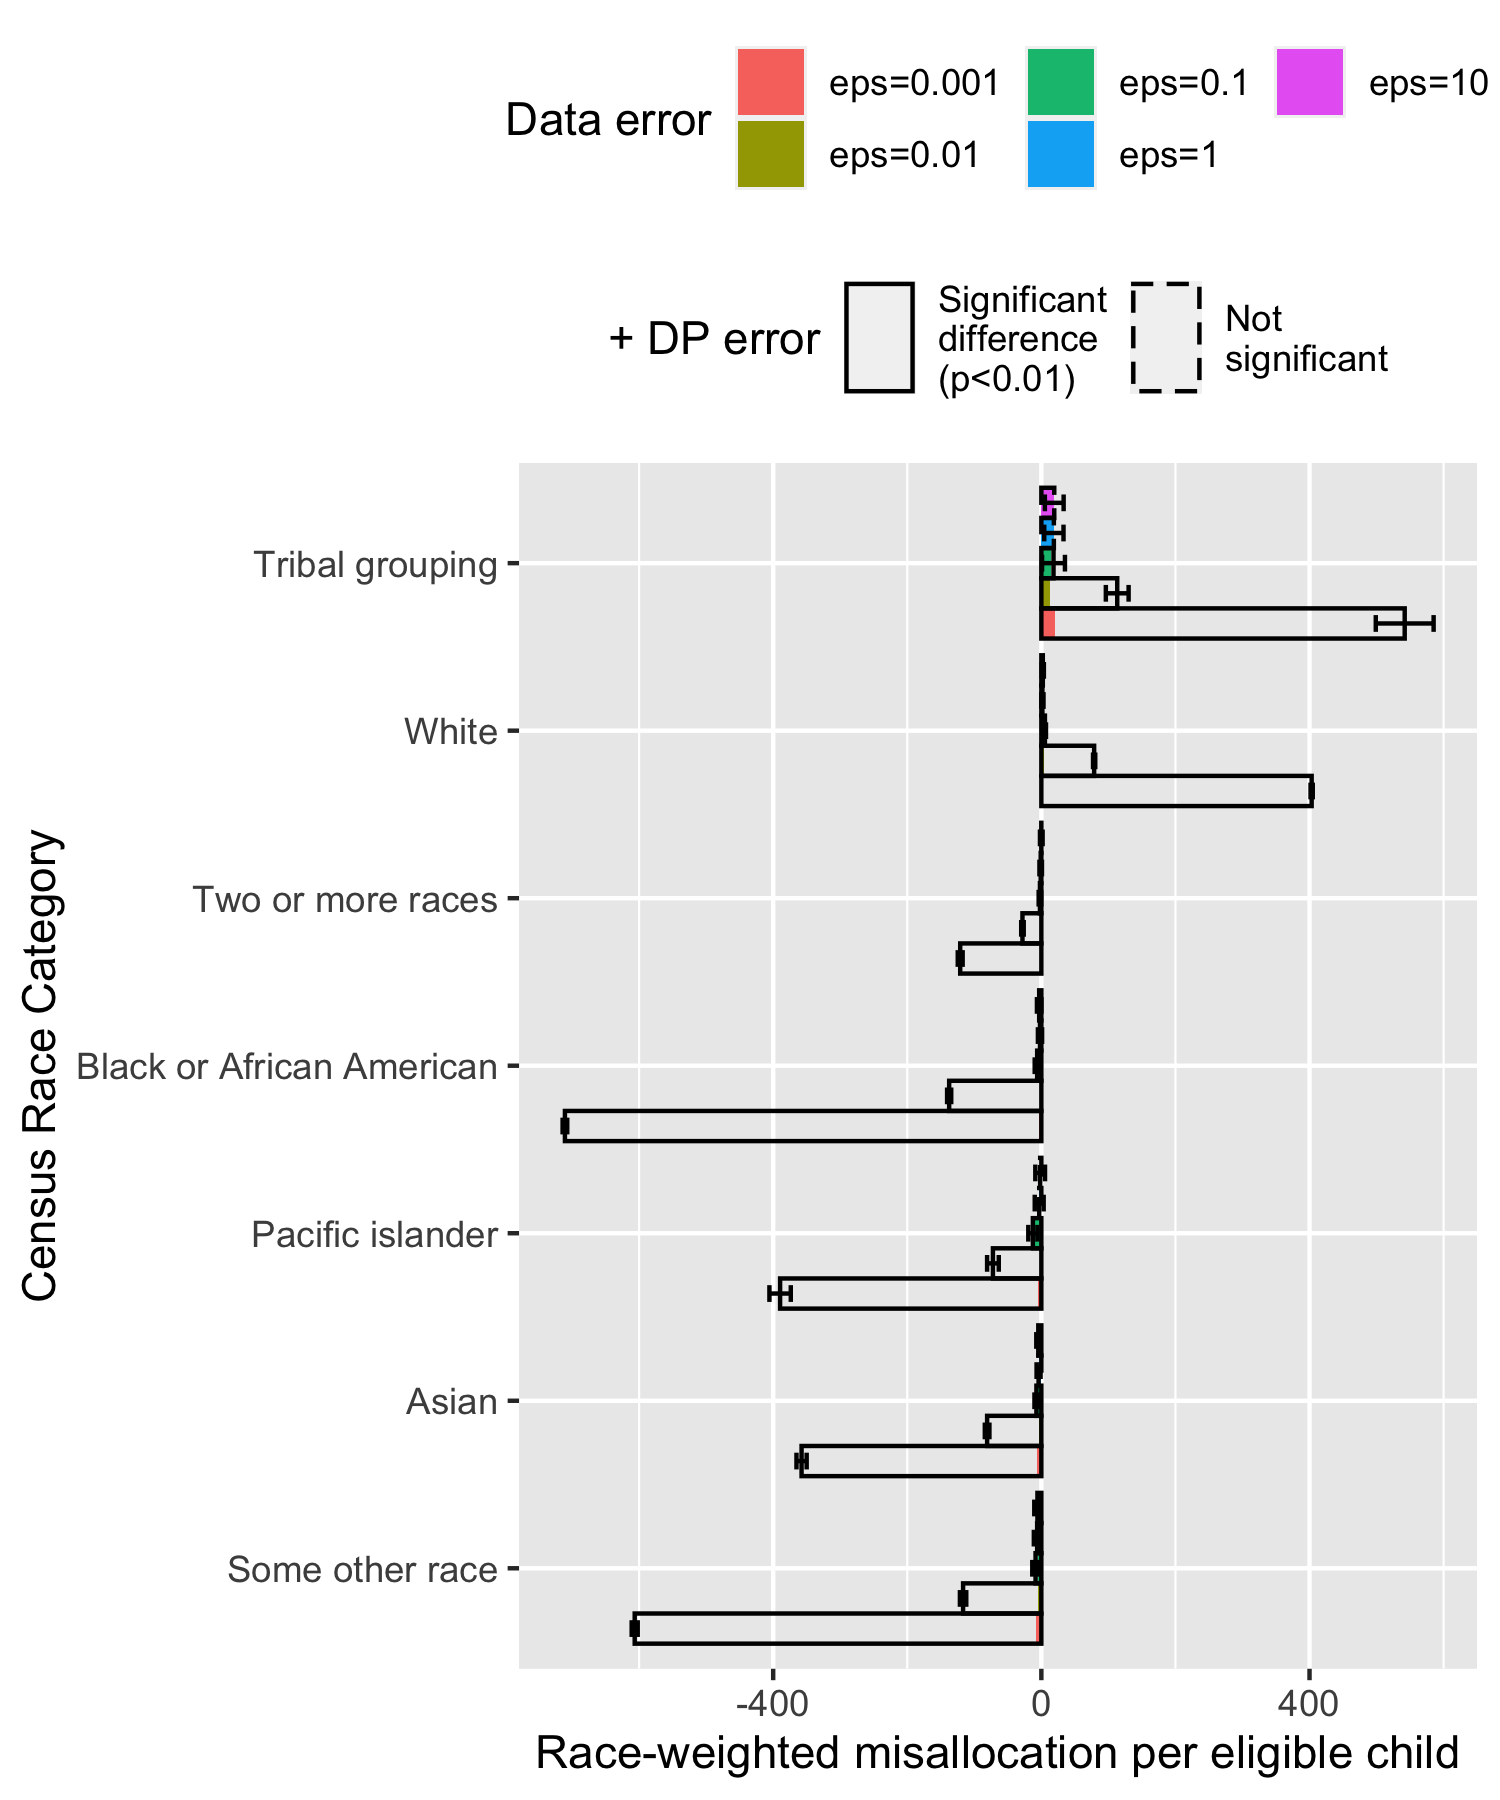 Data error
eps=0.001
eps=0.1
eps=10
eps=0.01
eps=1
+ DP error
Significant
difference
(p<0.01)
Not
significant
Census Race Category
Tribal grouping
White
Two or more races
Black or African American
Pacific islander
Asian
Some other race
-400
0
400
Race-weighted misallocation per eligible child